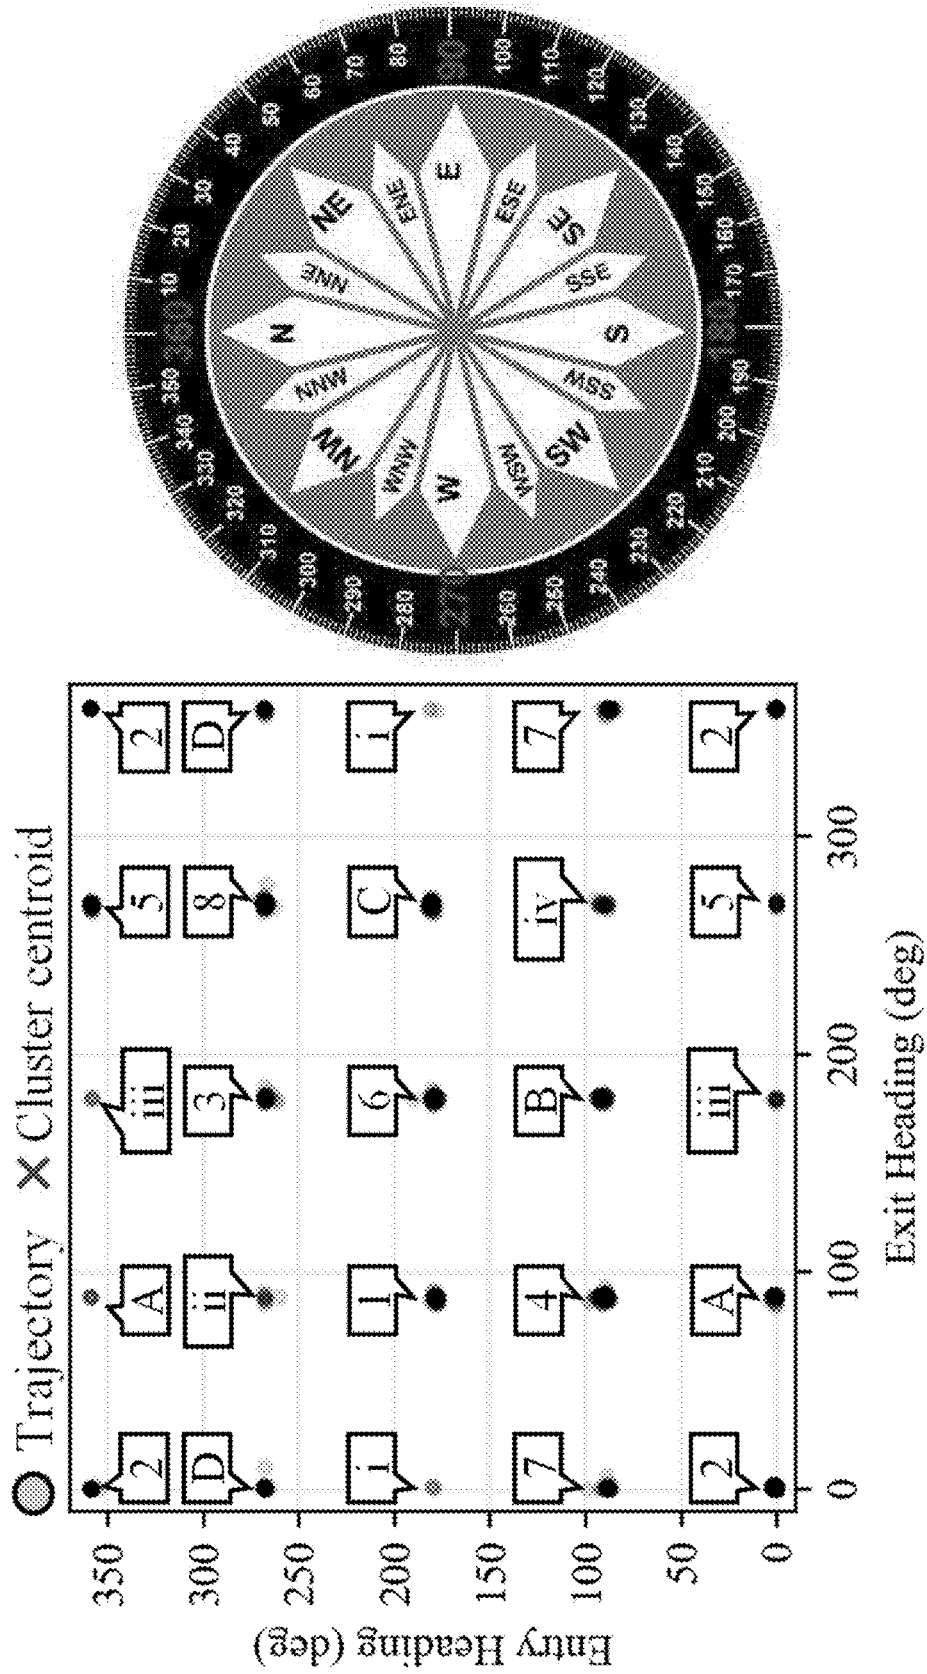 Trajectory × Cluster centroid
2 A iii 5 2
D ii 3 8 D
i 1 6 C i
7 4 B iv 7
2 A iii 5 2
350
300
250
200
150
100
50
0
0 100 200 300
Entry Heading (deg)
Exit Heading (deg)
10
20
30
40
50
60
70
80
100
110
120
130
140
150
160
170
190
200
210
220
230
240
250
260
270
280
290
300
310
320
330
340
350
N
NNE
NE
ENE
E
ESE
SE
SSE
S
SSW
SW
WSW
W
WNW
NW
NNW